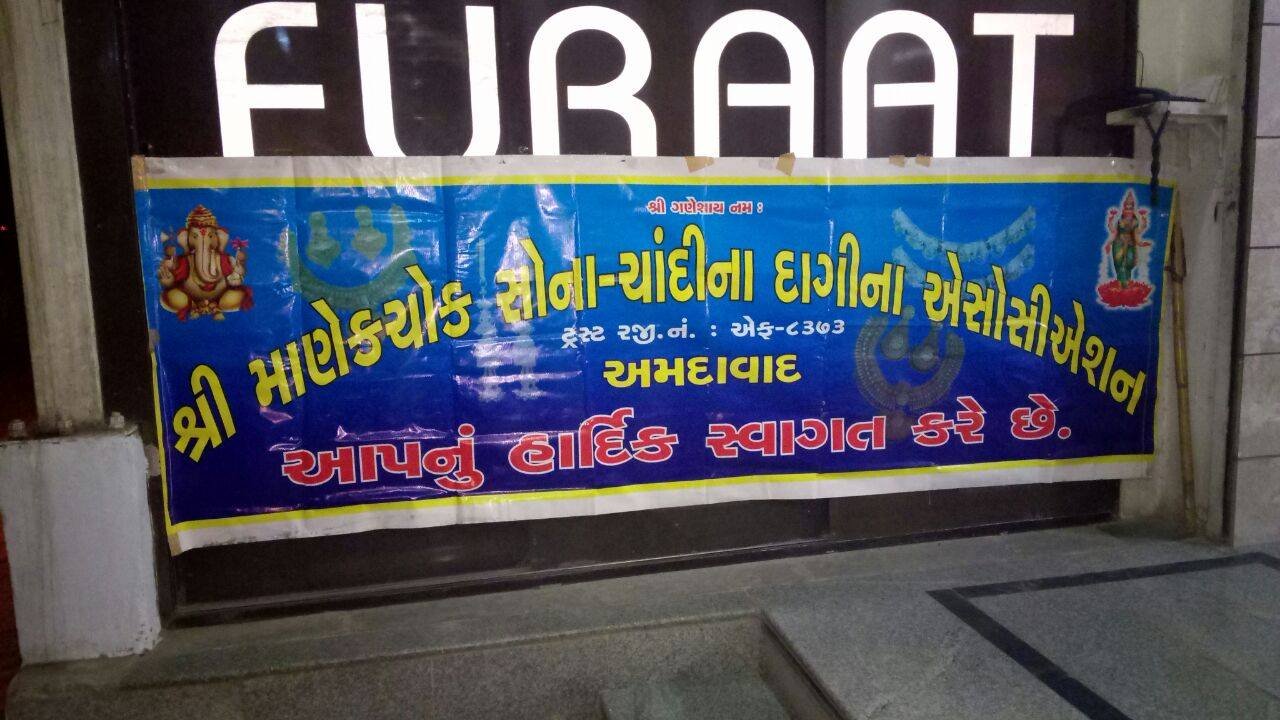 FURAAT
શ્રી ગણેશાય નમ :
શ્રી માણેકચોક સોના-ચાંદીના દાગીના એસોસીએશન
ટ્રસ્ટ રજી.નં. : એફ-૮૩૭૩
અમદાવાદ
આપનું હાર્દિક સ્વાગત કરે છે.